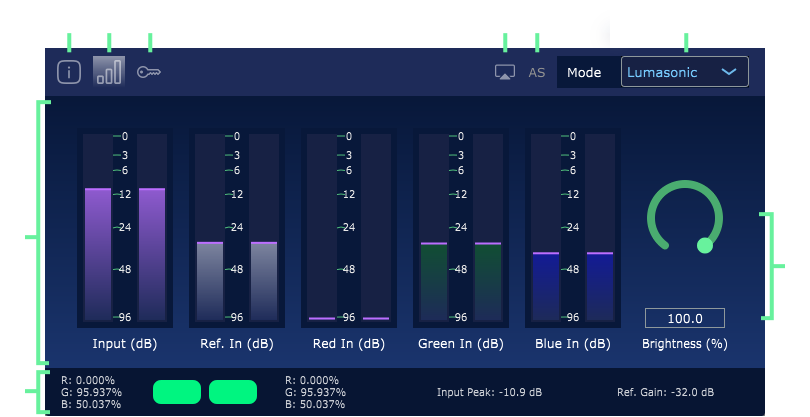 AS Mode Lumasonic
0 0 0 0 0
3 3 3 3 3
6 6 6 6 6
12 12 12 12 12
24 24 24 24 24
48 48 48 48 48
96 96 96 96 96
100.0
Input (dB) Ref. In (dB) Red In (dB) Green In (dB) Blue In (dB) Brightness (%)
R: 0.000% R: 0.000%
G: 95.937% G: 95.937% Input Peak: -10.9 dB Ref. Gain: -32.0 dB
B: 50.037% B: 50.037%